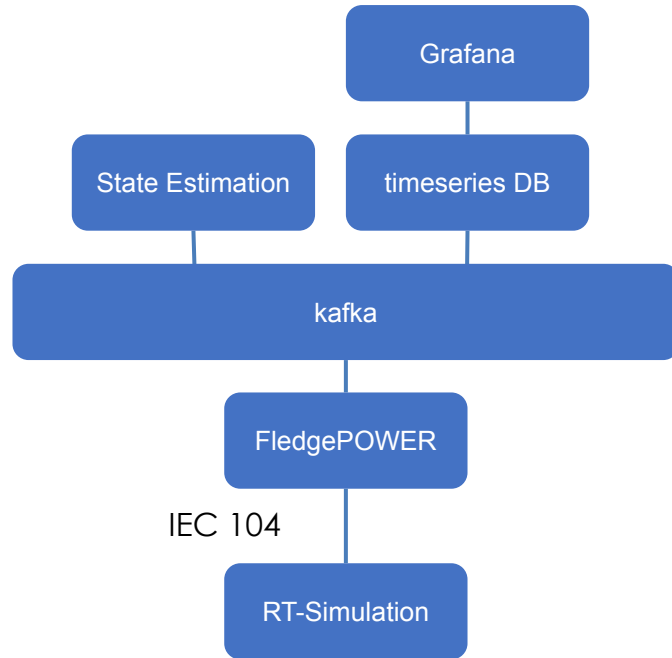 Grafana
State Estimation
timeseries DB
kafka
FledgePOWER
IEC 104
RT-Simulation